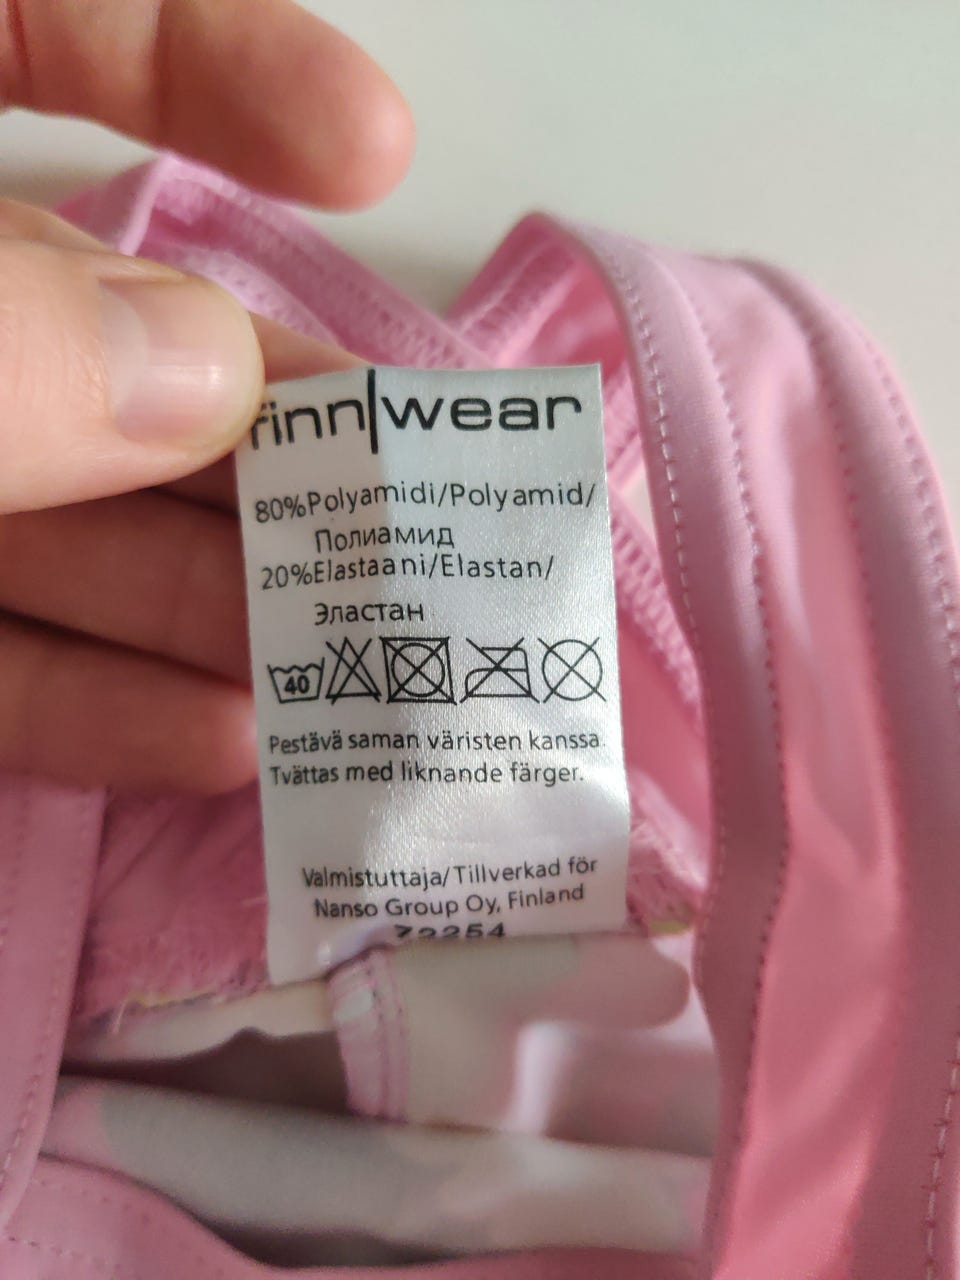 finn|wear
80%Polyamidi/Polyamid/
Полиамид
20%Elastaani/Elastan/
Эластан
40
Pestävä saman väristen kanssa.
Tvättas med liknande färger.
Valmistuttaja/Tillverkad för
Nanso Group Oy, Finland
72254